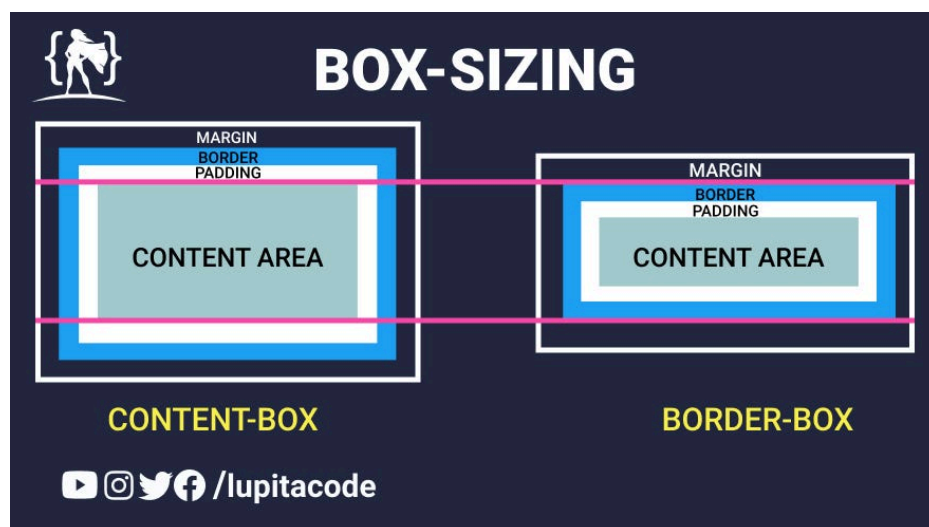 BOX-SIZING
MARGIN
BORDER
PADDING
CONTENT AREA
CONTENT-BOX
MARGIN
BORDER
PADDING
CONTENT AREA
BORDER-BOX
/lupitacode